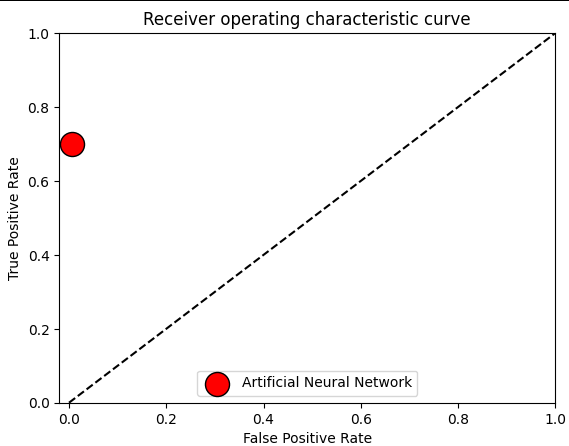 Receiver operating characteristic curve
True Positive Rate
1.0
0.8
0.6
0.4
0.2
0.0
Artificial Neural Network
0.0 0.2 0.4 0.6 0.8 1.0
False Positive Rate